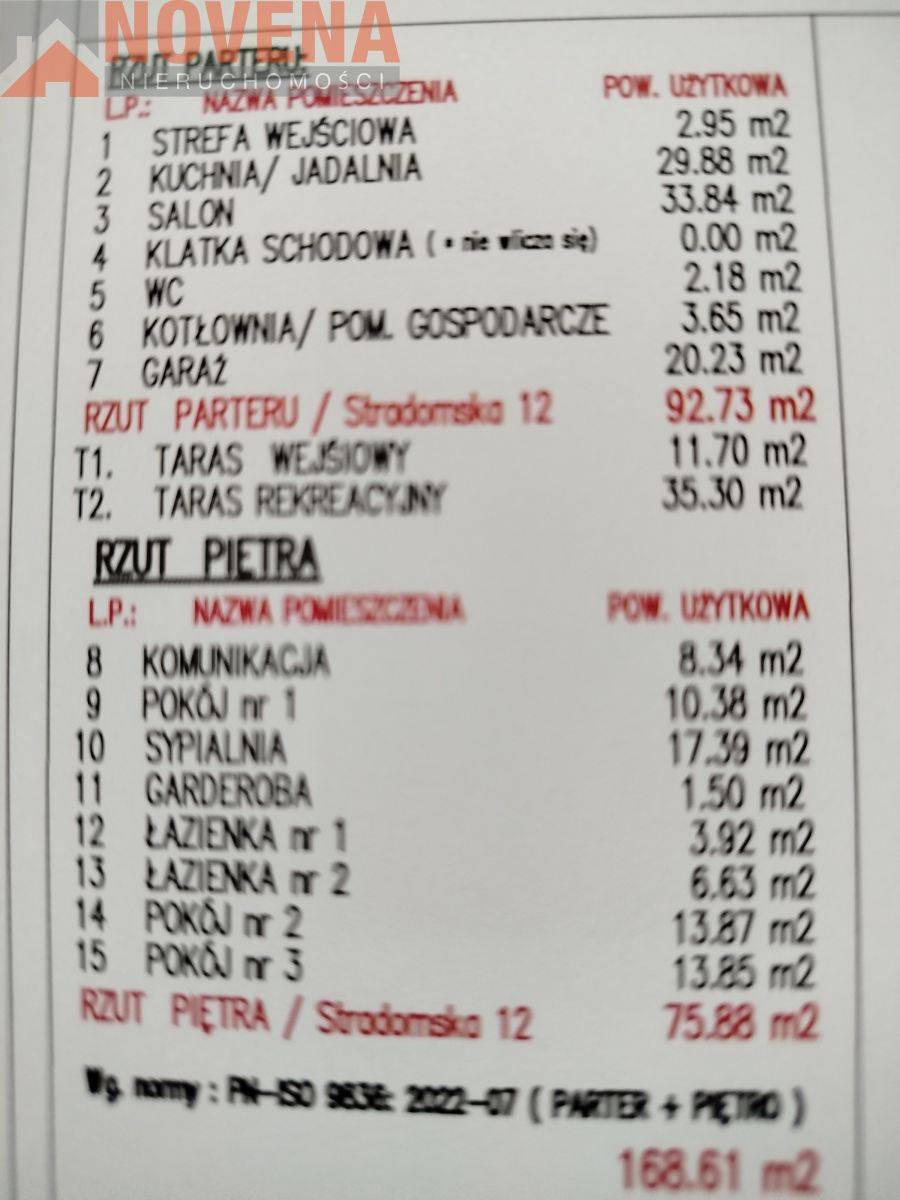 NOVENA
NIERUCHOMOŚCI
RZUT PARTERU:
L.P.: NAZWA POMIESZCZENIA POW. UŻYTKOWA
1 STREFA WEJŚCIOWA 2.95 m2
2 KUCHNIA/ JADALNIA 29.88 m2
3 SALON 33.84 m2
4 KLATKA SCHODOWA ( • nie wlicza się) 0.00 m2
5 WC 2.18 m2
6 KOTŁOWNIA/ POM. GOSPODARCZE 3.65 m2
7 GARAŻ 20.23 m2
RZUT PARTERU / Stradomska 12 92.73 m2
T1. TARAS WEJŚIOWY 11.70 m2
T2. TARAS REKREACYJNY 35.30 m2
RZUT PIĘTRA
L.P.: NAZWA POMIESZCZENIA POW. UŻYTKOWA
8 KOMUNIKACJA 8.34 m2
9 POKÓJ nr 1 10.38 m2
10 SYPIALNIA 17.39 m2
11 GARDEROBA 1.50 m2
12 ŁAZIENKA nr 1 3.92 m2
13 ŁAZIENKA nr 2 6.63 m2
14 POKÓJ nr 2 13.87 m2
15 POKÓJ nr 3 13.85 m2
RZUT PIĘTRA / Stradomska 12 75.88 m2
Wg. normy : PN-ISO 9836: 2022-07 ( PARTER + PIĘTRO )
168.61 m2